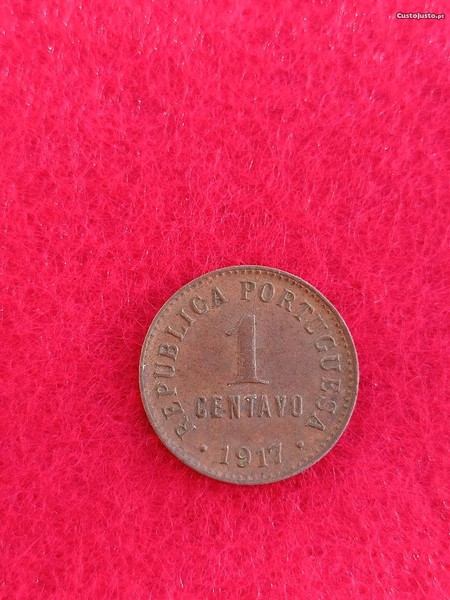 CustoJusto.pt
REPUBLICA PORTUGUESA
1
CENTAVO
· 1917 ·